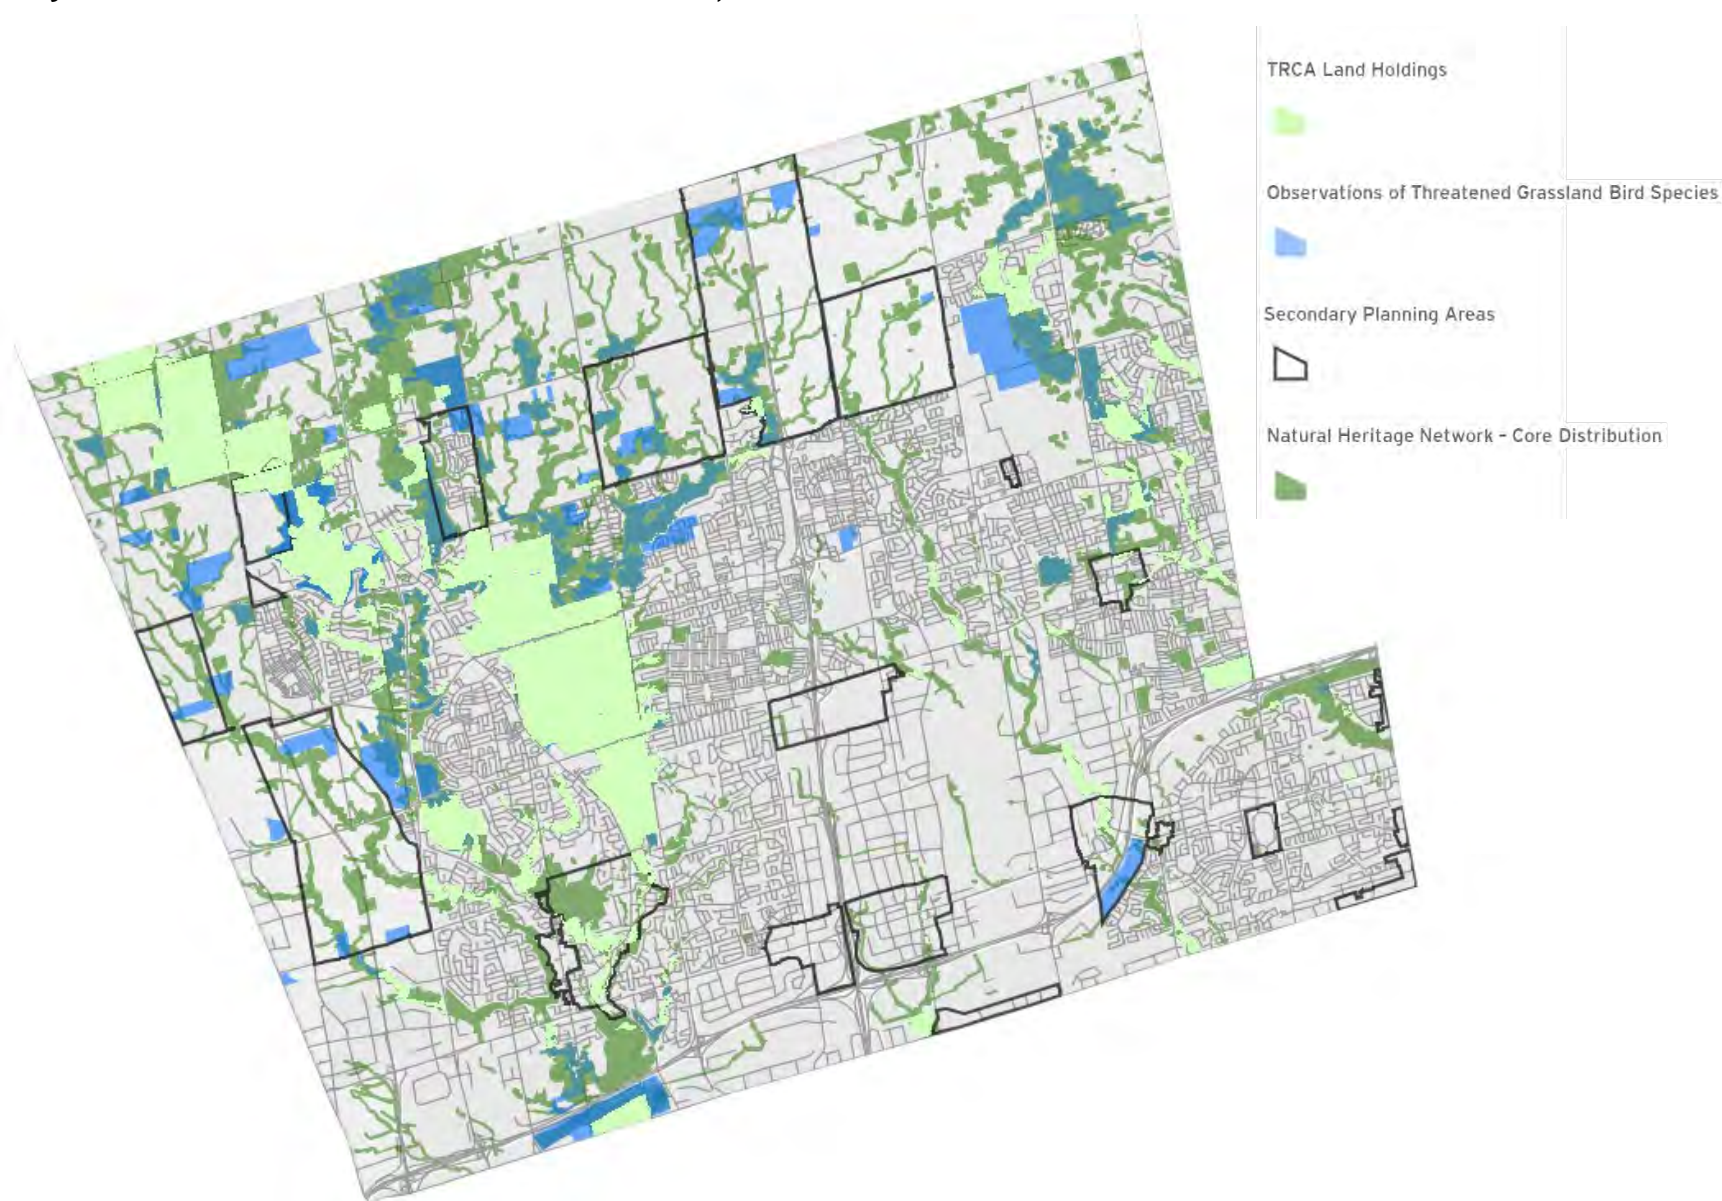 TRCA Land Holdings
Observations of Threatened Grassland Bird Species
Secondary Planning Areas
Natural Heritage Network - Core Distribution